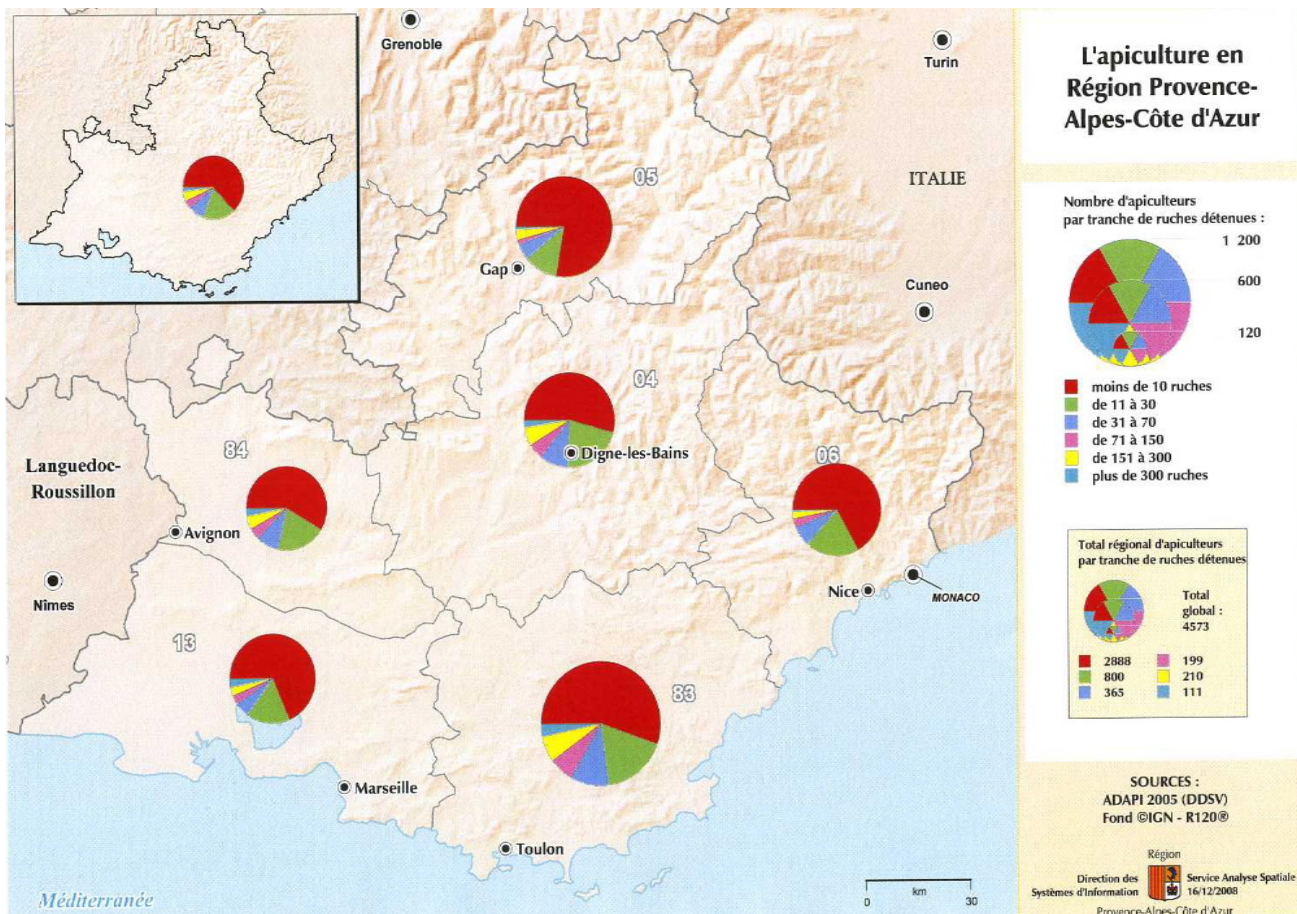 Grenoble
Turin
05
ITALIE
Gap
Cuneo
04
84
Digne-les-Bains
06
Languedoc-
Roussillon
Avignon
Nîmes
Nice
MONACO
13
83
Marseille
Toulon
Méditerranée
km
30
L'apiculture en
Région Provence-
Alpes-Côte d'Azur
Nombre d'apiculteurs
par tranche de ruches détenues :
1 200
600
120
moins de 10 ruches
de 11 à 30
de 31 à 70
de 71 à 150
de 151 à 300
plus de 300 ruches
Total régional d'apiculteurs
par tranche de ruches détenues
Total
global :
4573
2888
199
800
210
365
111
SOURCES :
ADAPI 2005 (DDSV)
Fond ©IGN - R120®
Région
Direction des
Systèmes d'Information
Service Analyse Spatiale
16/12/2008
Provence-Alpes-Côte d'Azur